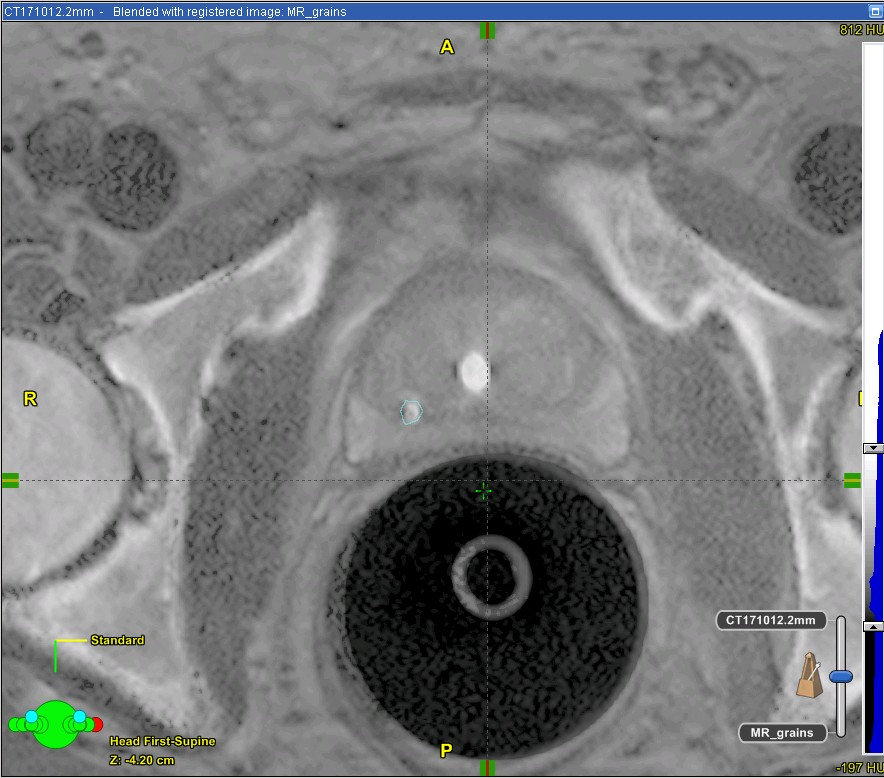 CT171012.2mm - Blended with registered image: MR_grains
812 HU
A
R
CT171012.2mm
Standard
MR_grains
Head First-Supine
Z: -4.20 cm
P
-197 HU